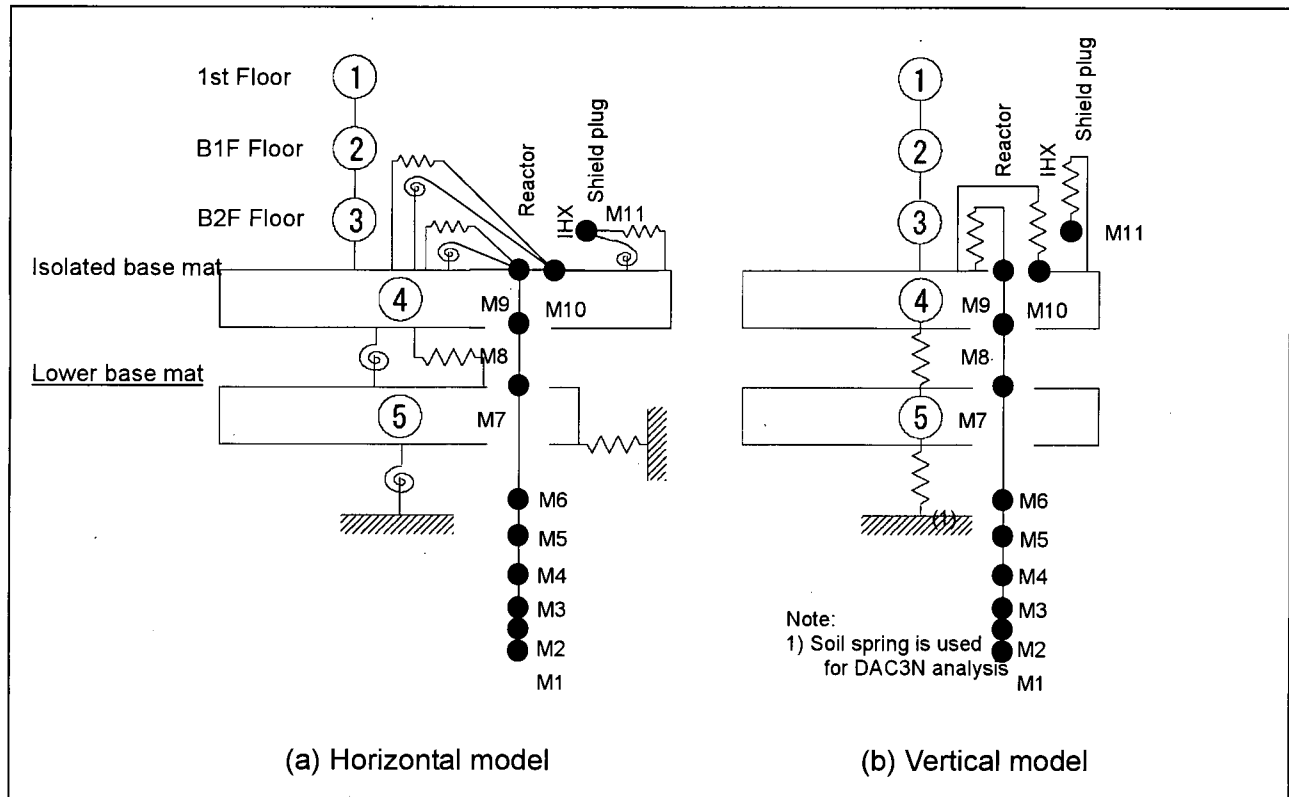 1st Floor
B1F Floor
B2F Floor
Isolated base mat
Lower base mat
1
2
3
4
5
Reactor
IHX
Shield plug
M11
M9
M10
M8
M7
M6
M5
M4
M3
M2
M1
(a) Horizontal model
1
2
3
4
5
Reactor
IHX
Shield plug
M11
M9
M10
M8
M7
(1)
M6
M5
M4
M3
M2
M1
Note:
1) Soil spring is used
for DAC3N analysis
(b) Vertical model